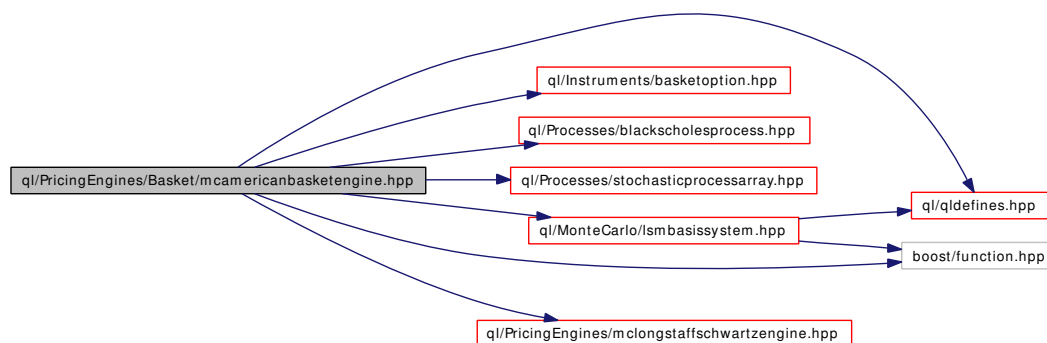 ql/Instruments/basketoption.hpp
ql/Processes/blackscholesprocess.hpp
ql/PricingEngines/Basket/mcamericanbasketengine.hpp
ql/Processes/stochasticprocessarray.hpp
ql/qldefines.hpp
ql/MonteCarlo/lsmbasissystem.hpp
boost/function.hpp
ql/PricingEngines/mclongstaffschwartzengine.hpp